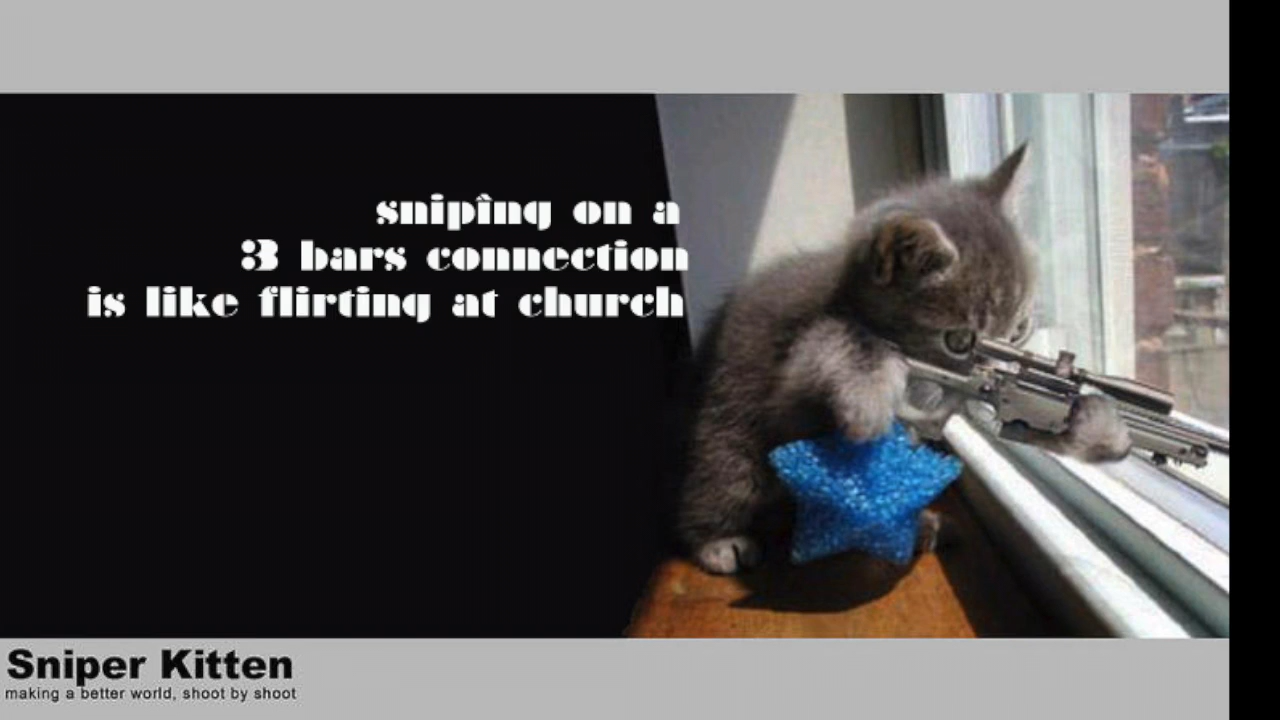 snipîng on a
3 bars connection
is like flirting at church
Sniper Kitten
making a better world, shoot by shoot